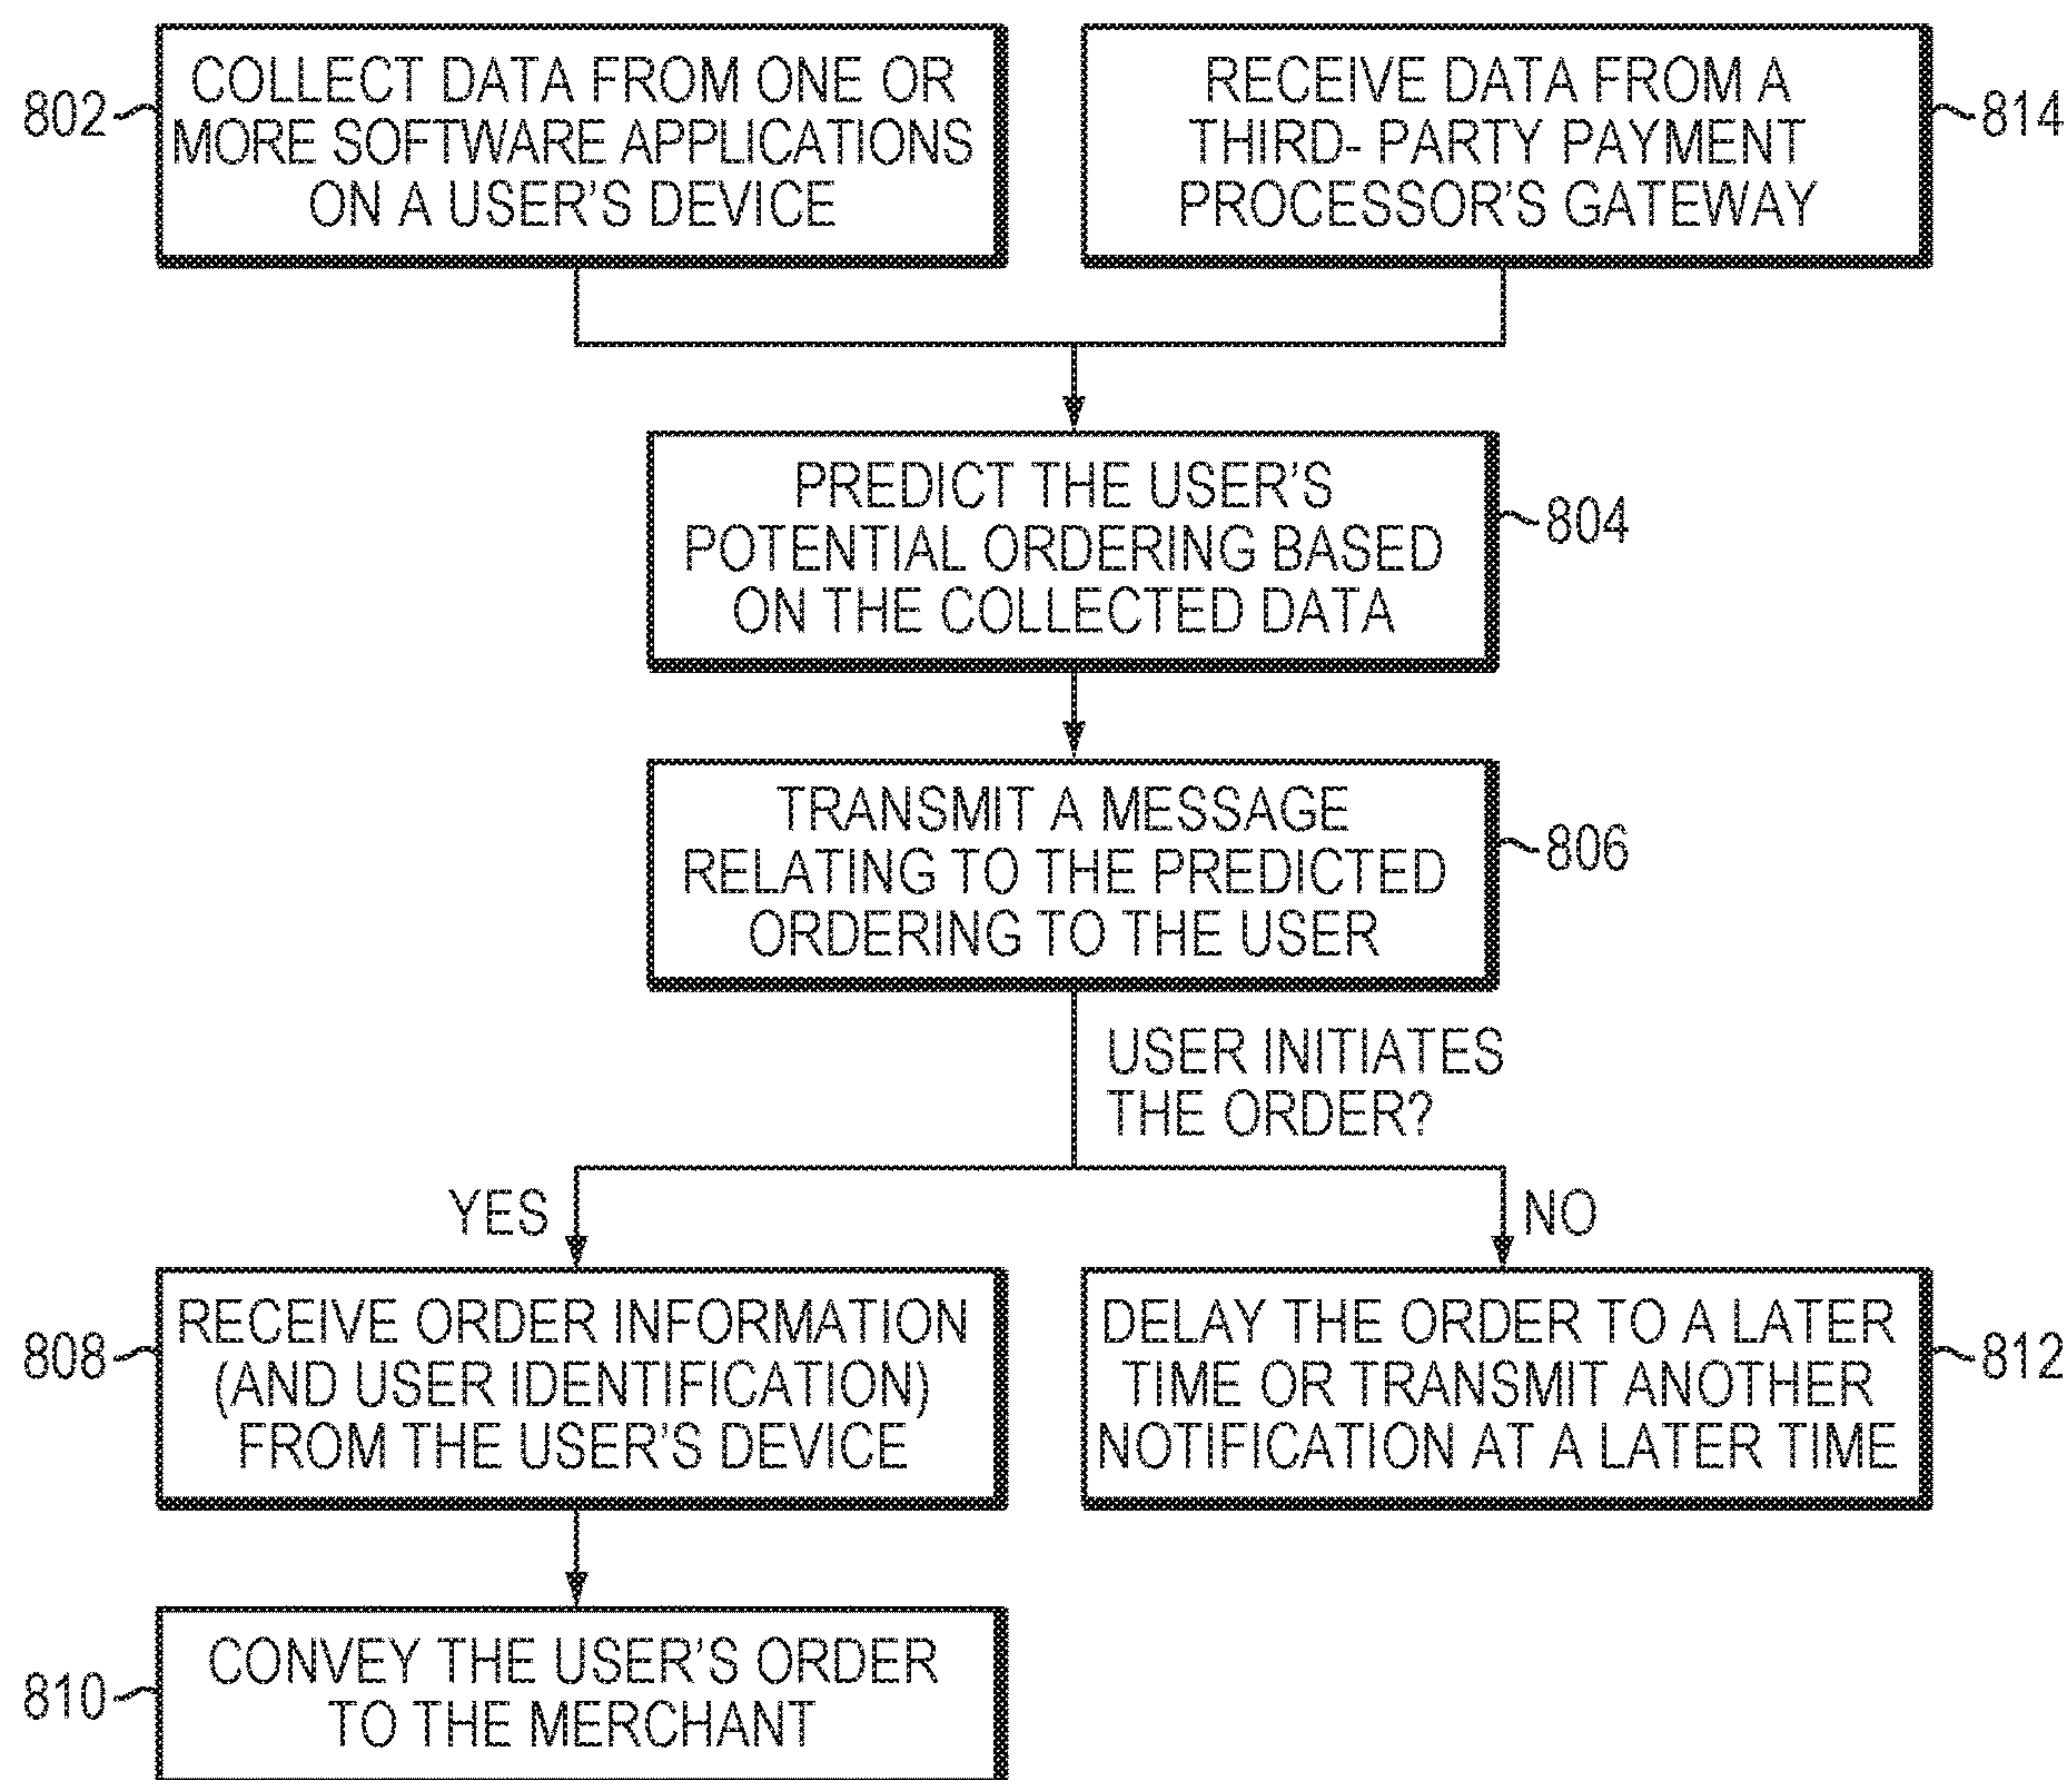 802
COLLECT DATA FROM ONE OR
MORE SOFTWARE APPLICATIONS
ON A USER'S DEVICE
RECEIVE DATA FROM A
THIRD- PARTY PAYMENT
PROCESSOR'S GATEWAY
814
PREDICT THE USER'S
POTENTIAL ORDERING BASED
ON THE COLLECTED DATA
804
TRANSMIT A MESSAGE
RELATING TO THE PREDICTED
ORDERING TO THE USER
806
USER INITIATES
THE ORDER?
YES
NO
808
RECEIVE ORDER INFORMATION
(AND USER IDENTIFICATION)
FROM THE USER'S DEVICE
DELAY THE ORDER TO A LATER
TIME OR TRANSMIT ANOTHER
NOTIFICATION AT A LATER TIME
812
810
CONVEY THE USER'S ORDER
TO THE MERCHANT